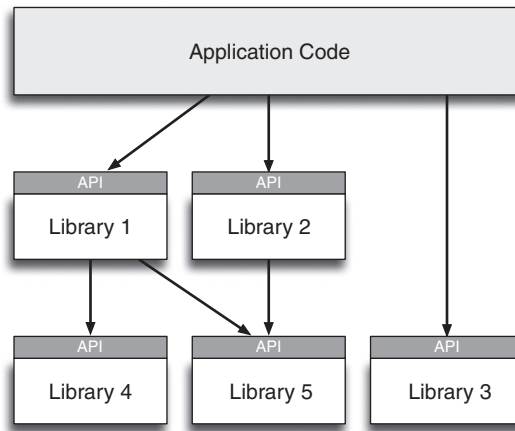 Application Code
API
Library 1
API
Library 2
API
Library 4
API
Library 5
API
Library 3